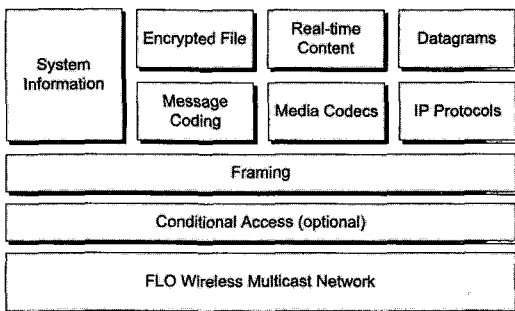 System
Information
Encrypted File
Real-time
Content
Datagrams
Message
Coding
Media Codecs
IP Protocols
Framing
Conditional Access (optional)
FLO Wireless Multicast Network